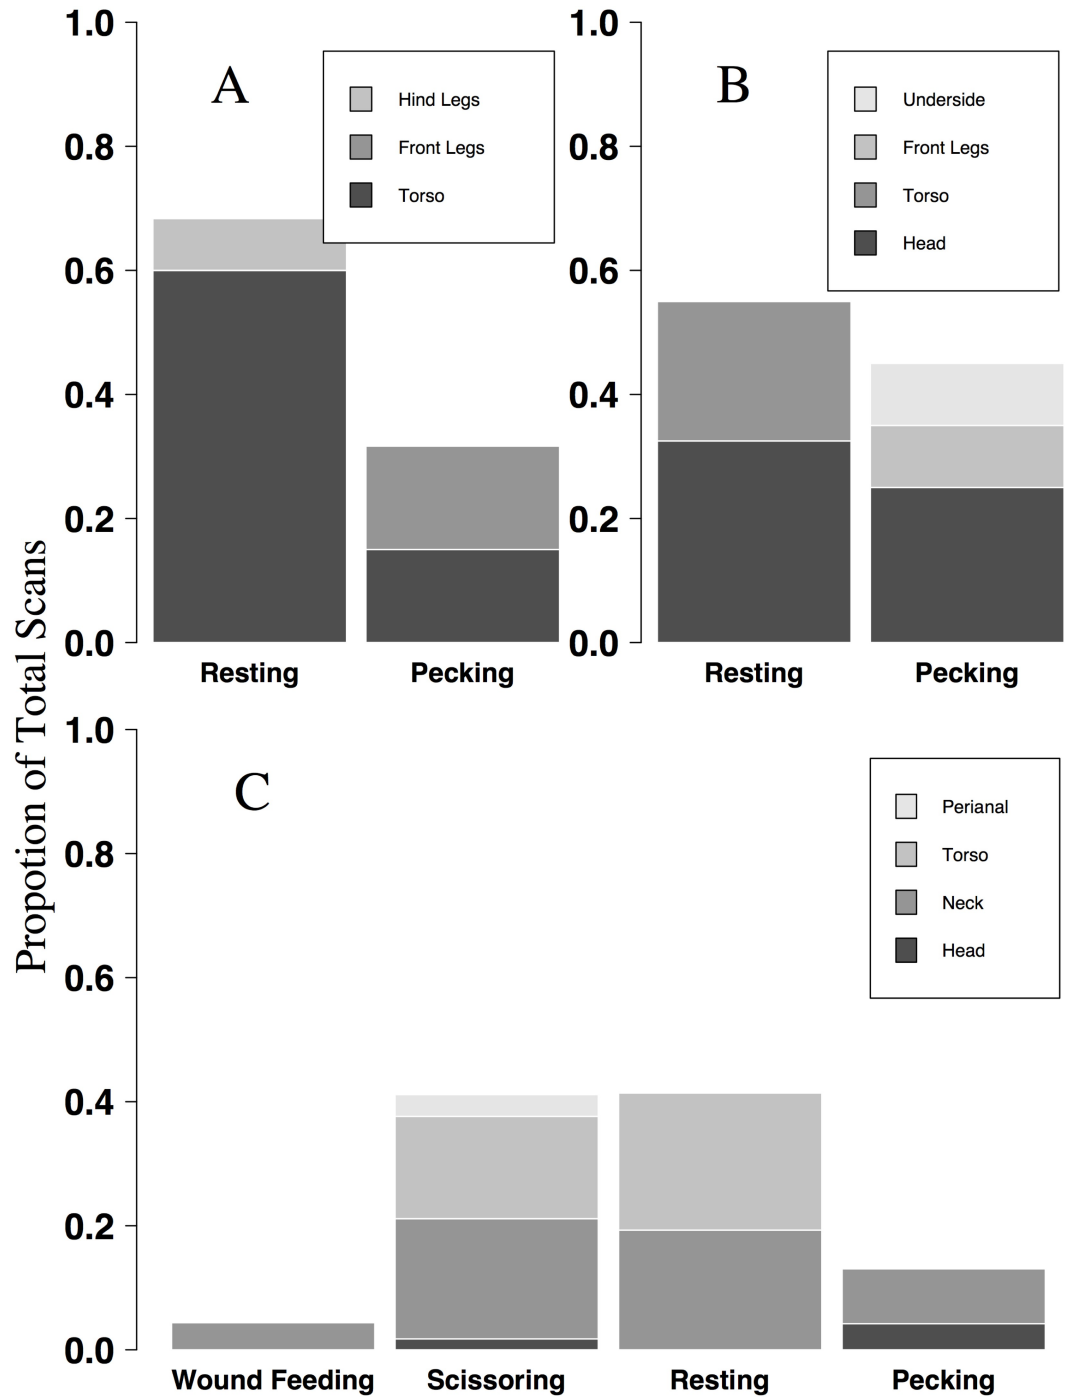 Propotion of Total Scans
A
1.0
0.8
0.6
0.4
0.2
0.0
Hind Legs
Front Legs
Torso
Resting
Pecking
B
1.0
0.8
0.6
0.4
0.2
0.0
Underside
Front Legs
Torso
Head
Resting
Pecking
C
1.0
0.8
0.6
0.4
0.2
0.0
Perianal
Torso
Neck
Head
Wound Feeding
Scissoring
Resting
Pecking